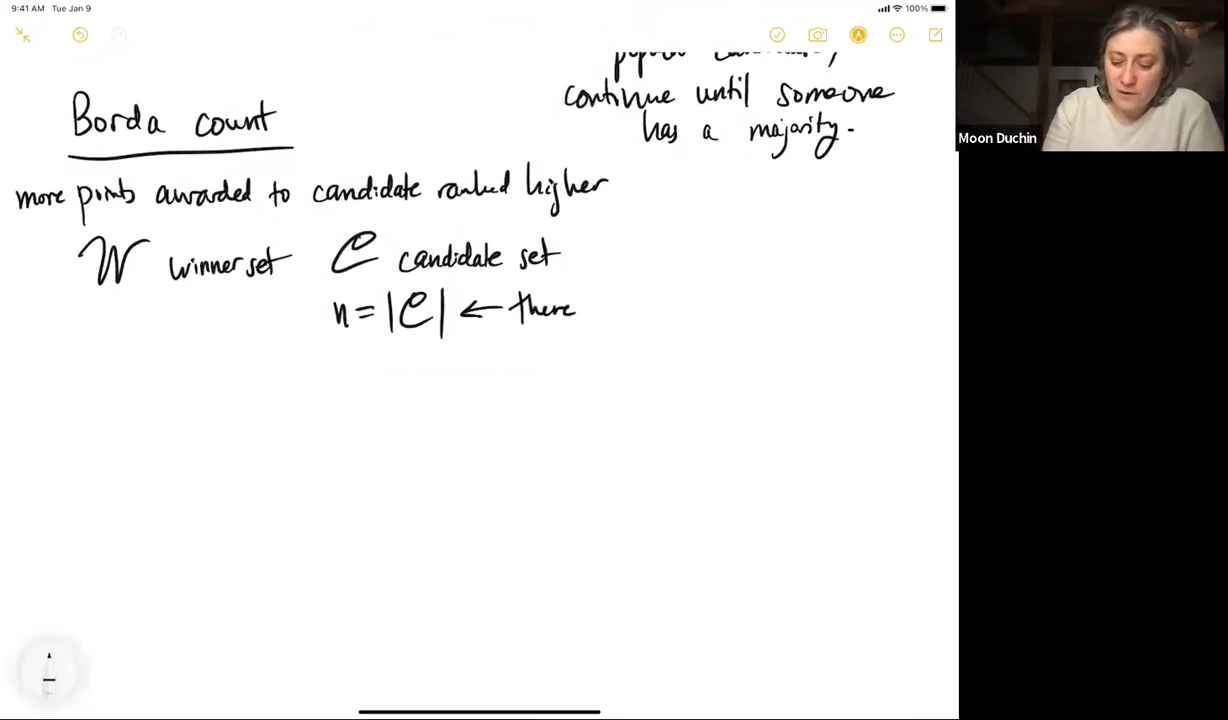 9:41 AM Tue Jan 9
100%
continue until someone
has a majority.
Borda count
more points awarded to candidate ranked higher
W winner set C candidate set
n = |C| ← there
Moon Duchin